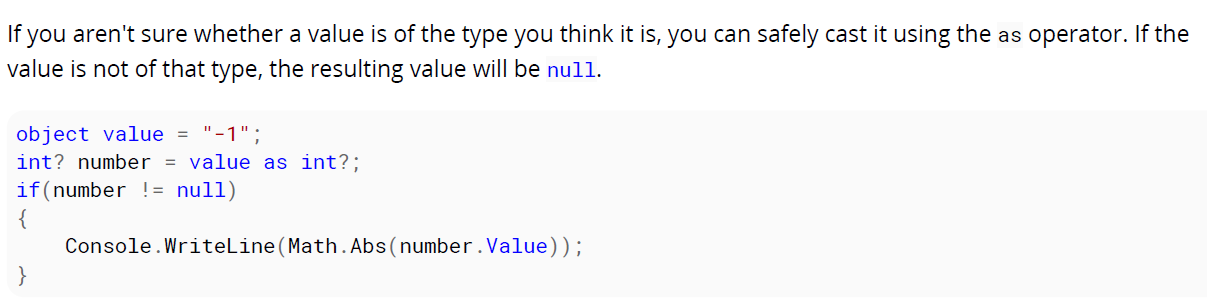 If you aren't sure whether a value is of the type you think it is, you can safely cast it using the as operator. If the
value is not of that type, the resulting value will be null.
object value = "-1";
int? number = value as int?;
if(number != null)
{
    Console.WriteLine(Math.Abs(number.Value));
}